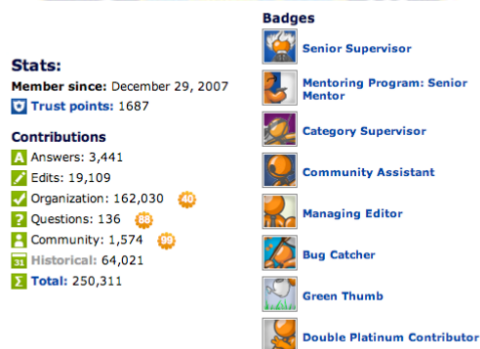 Stats:
Member since: December 29, 2007
Trust points: 1687
Contributions
A Answers: 3,441
Edits: 19,109
Organization: 162,030 40
? Questions: 136 88
Community: 1,574 99
31 Historical: 64,021
Σ Total: 250,311
Badges
Senior Supervisor
Mentoring Program: Senior
Mentor
Category Supervisor
Community Assistant
Managing Editor
Bug Catcher
Green Thumb
Double Platinum Contributor